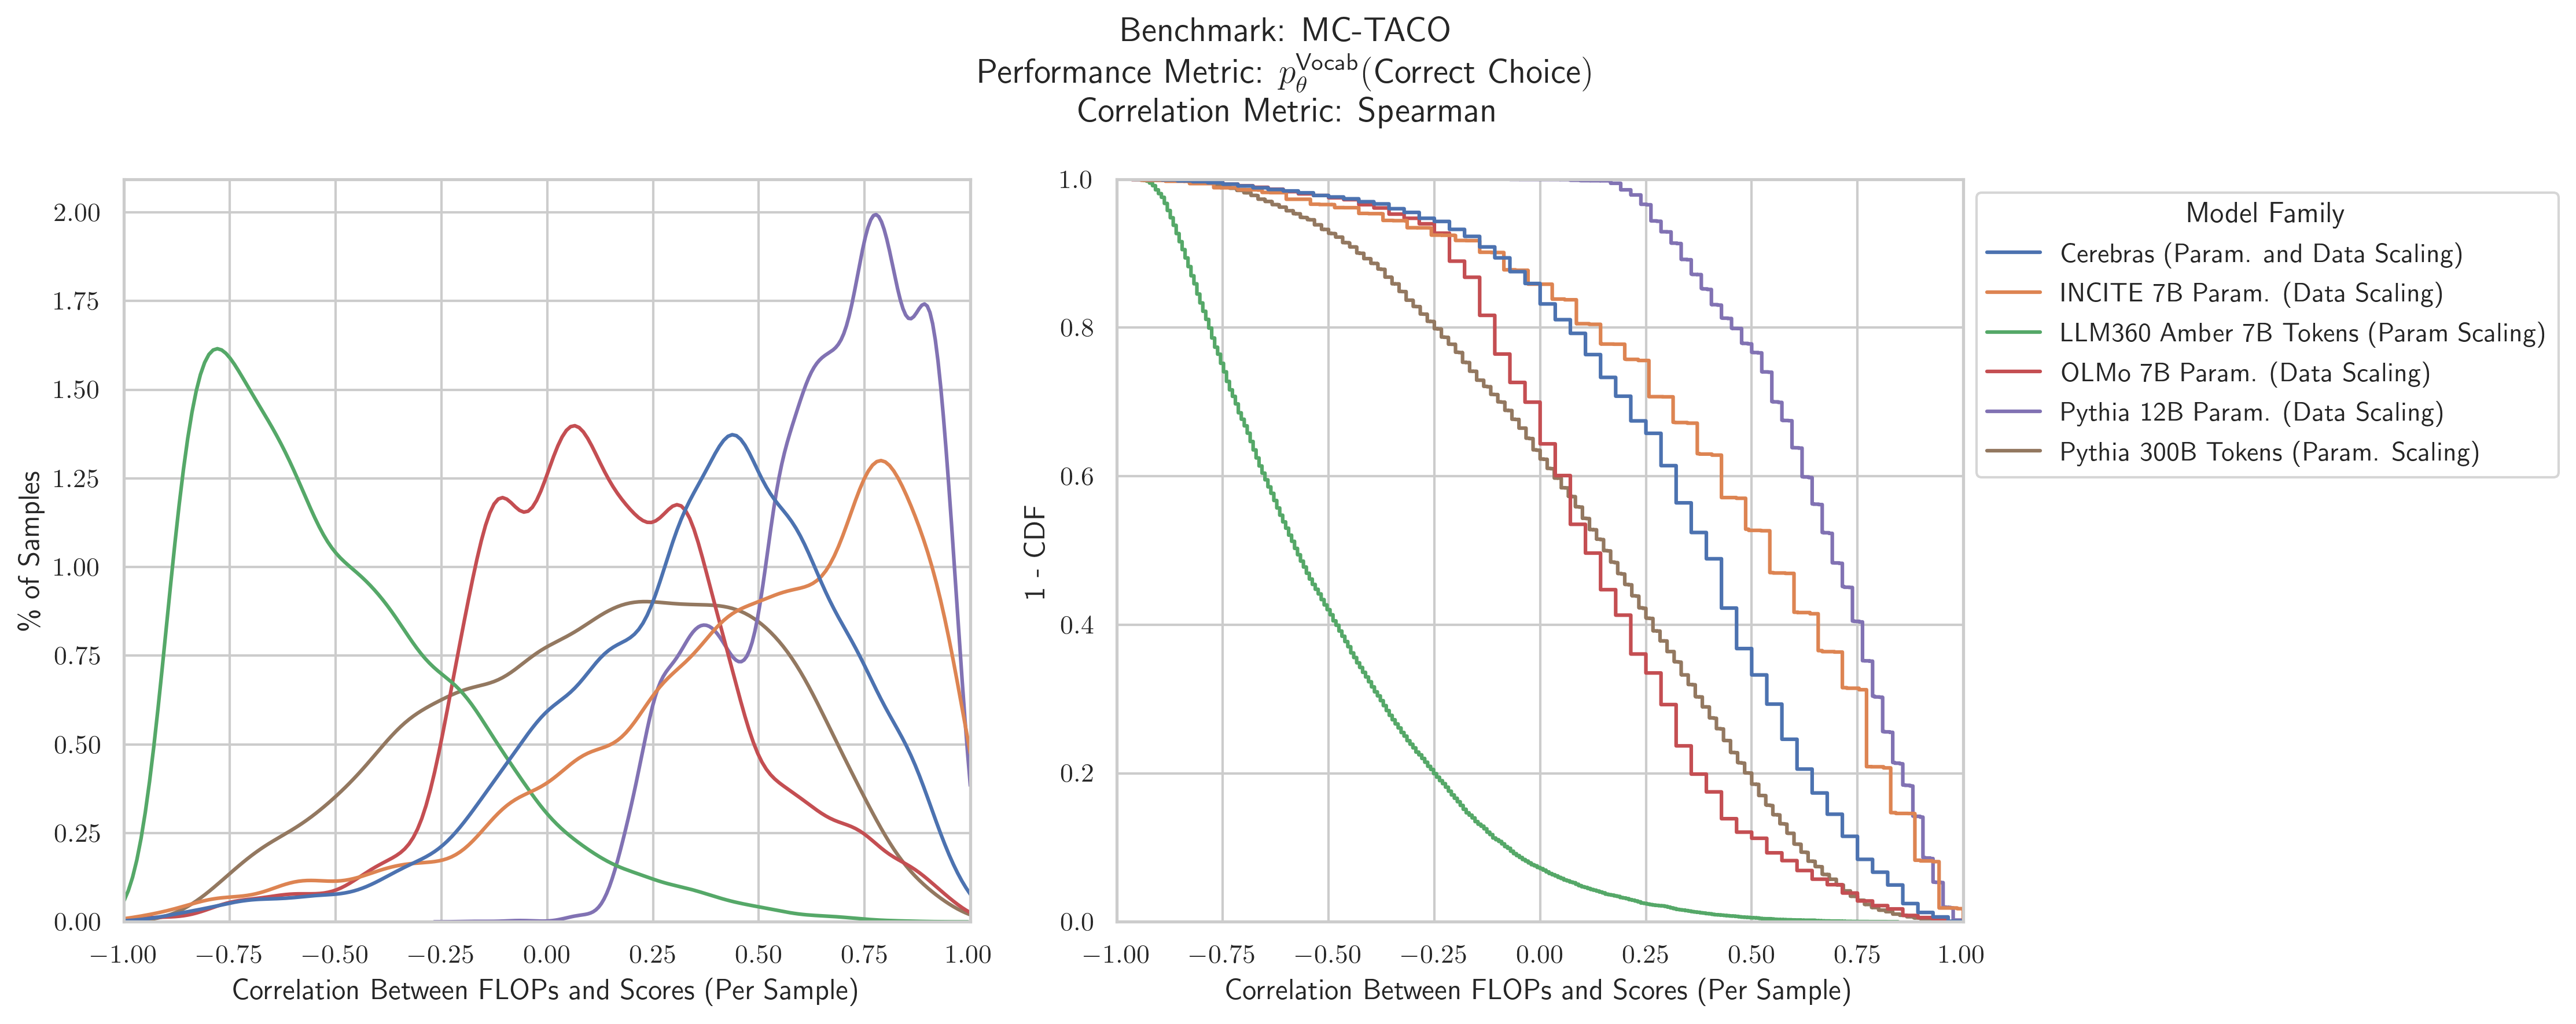 Benchmark: MC-TACO
Performance Metric: p_θ^Vocab(Correct Choice)
Correlation Metric: Spearman
% of Samples
2.00
1.75
1.50
1.25
1.00
0.75
0.50
0.25
0.00
−1.00 −0.75 −0.50 −0.25 0.00 0.25 0.50 0.75 1.00
Correlation Between FLOPs and Scores (Per Sample)
1 - CDF
1.0
0.8
0.6
0.4
0.2
0.0
−1.00 −0.75 −0.50 −0.25 0.00 0.25 0.50 0.75 1.00
Correlation Between FLOPs and Scores (Per Sample)
Model Family
Cerebras (Param. and Data Scaling)
INCITE 7B Param. (Data Scaling)
LLM360 Amber 7B Tokens (Param Scaling)
OLMo 7B Param. (Data Scaling)
Pythia 12B Param. (Data Scaling)
Pythia 300B Tokens (Param. Scaling)